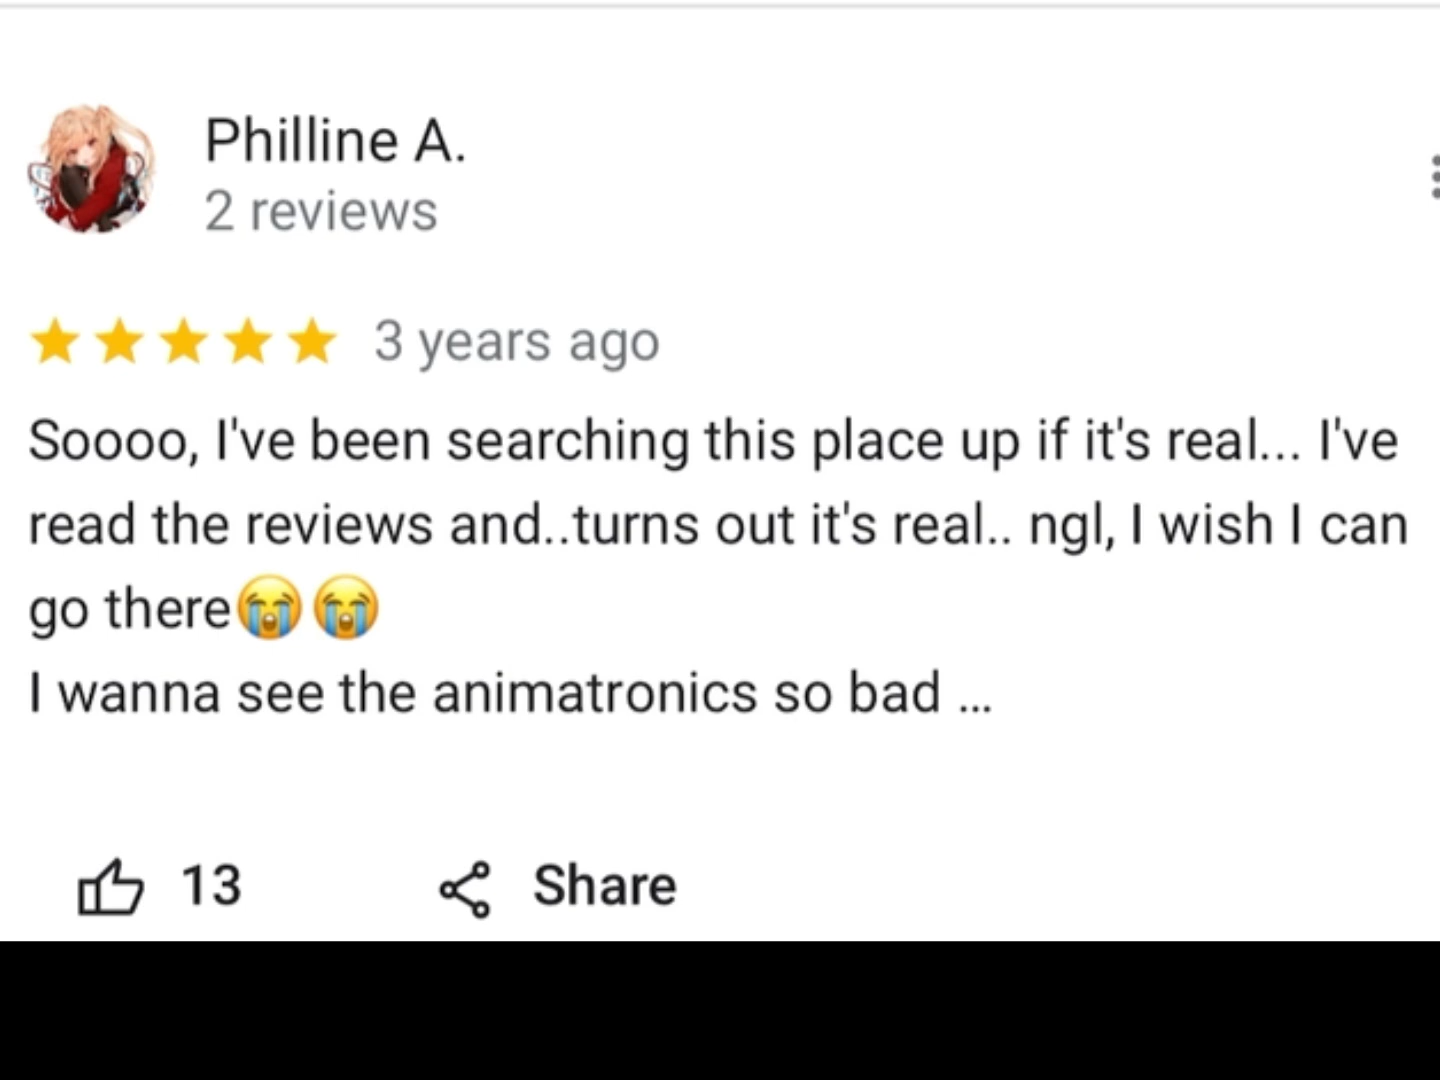 Philline A.
2 reviews
3 years ago
Soooo, I've been searching this place up if it's real... I've
read the reviews and..turns out it's real.. ngl, I wish I can
go there😭😭
I wanna see the animatronics so bad ...
13
Share